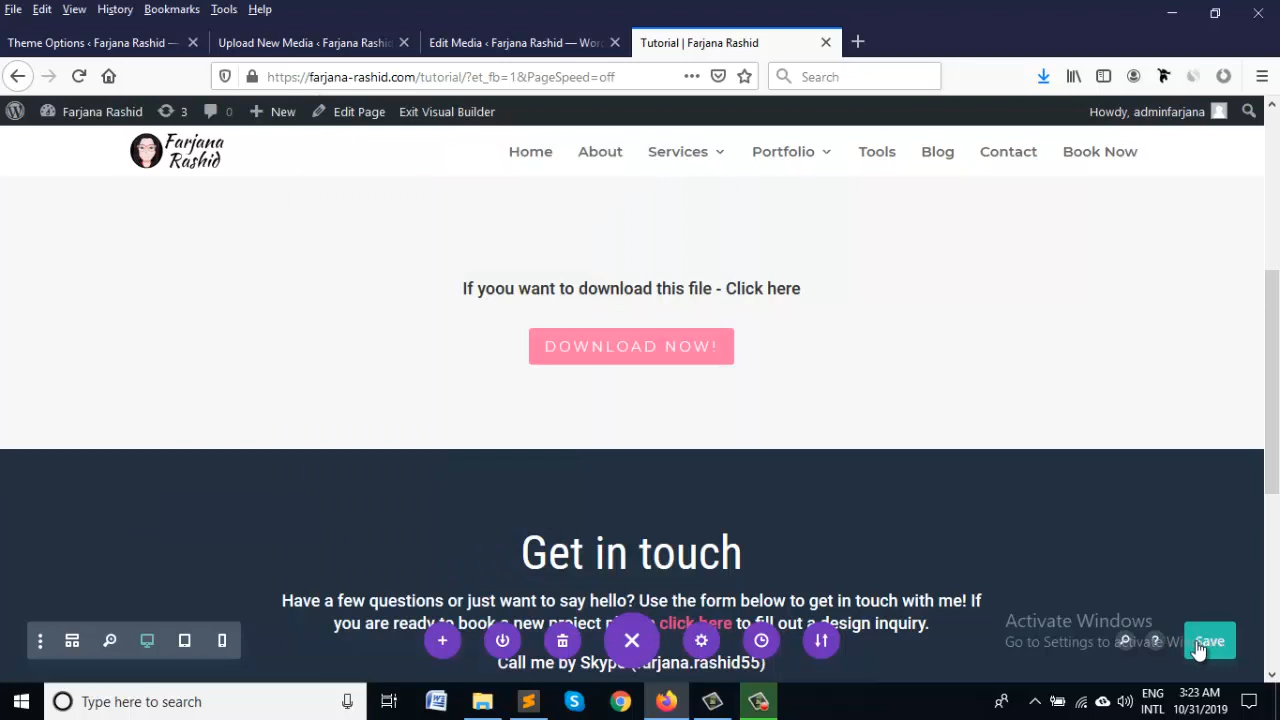 File Edit View History Bookmarks Tools Help
Theme Options ‹ Farjana Rashid — Upload New Media ‹ Farjana Rashid Edit Media ‹ Farjana Rashid — Wor Tutorial | Farjana Rashid
https://farjana-rashid.com/tutorial/?et_fb=1&PageSpeed=off Search
Farjana Rashid 3 0 New Edit Page Exit Visual Builder Howdy, adminfarjana
Farjana
Rashid
Home About Services Portfolio Tools Blog Contact Book Now
If yoou want to download this file - Click here
DOWNLOAD NOW!
Get in touch
Have a few questions or just want to say hello? Use the form below to get in touch with me! If
you are ready to book a new project click here to fill out a design inquiry.
Call me by Skype (farjana.rashid55)
Activate Windows
Go to Settings to activate Wi
Save
Type here to search
ENG
INTL
3:23 AM
10/31/2019